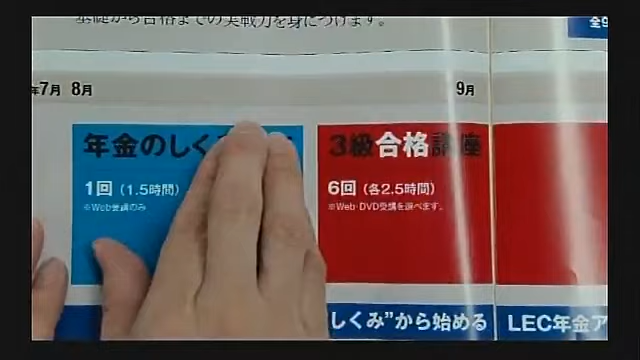 基礎から合格までの実戦力を身につけます。
全9
年7月 8月
9月
年金のしく
3級合格講座
1回（1.5時間）
6回（各2.5時間）
※Web受講のみ
※Web・DVD受講を選べます。
しくみ”から始める
LEC年金ア